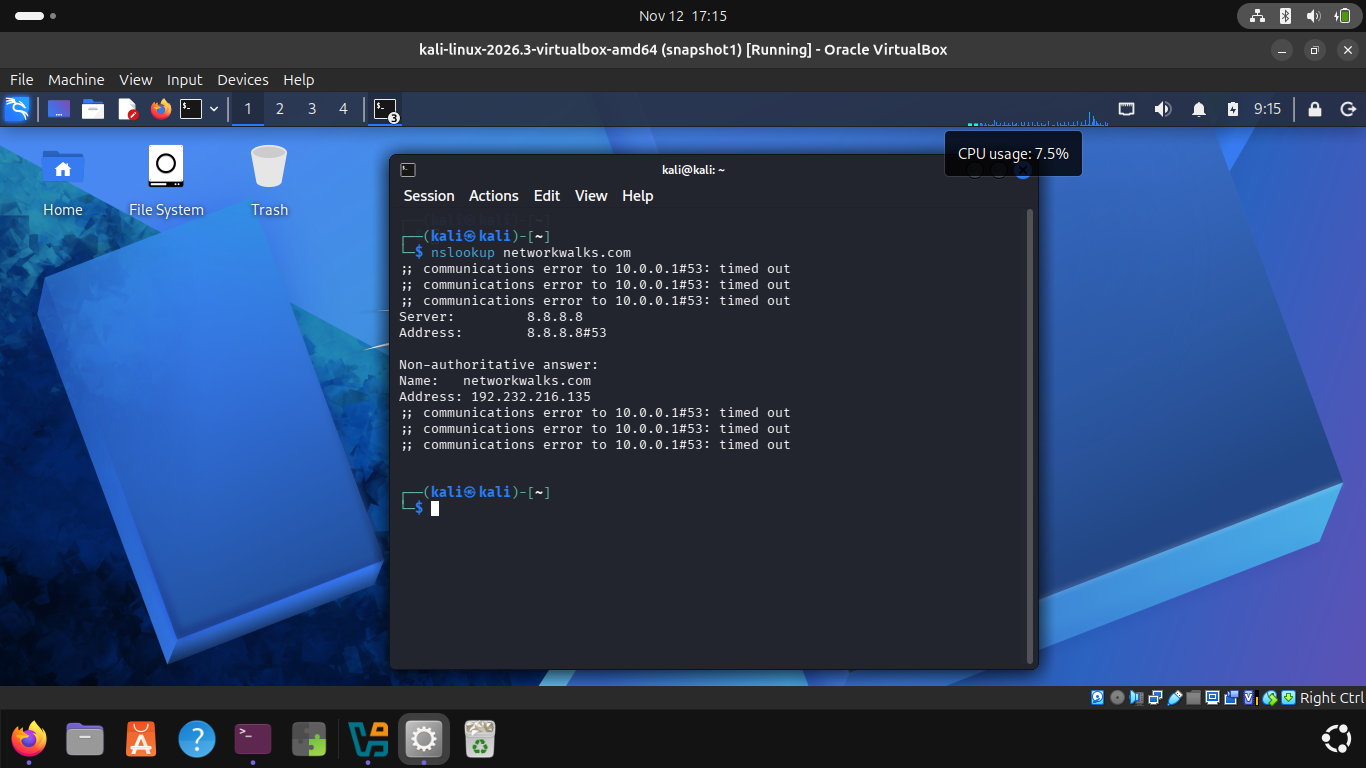 Nov 12 17:15
kali-linux-2026.3-virtualbox-amd64 (snapshot1) [Running] - Oracle VirtualBox
File Machine View Input Devices Help
$_
1 2 3 4
$_
3
9:15
CPU usage: 7.5%
Home
File System
Trash
kali@kali: ~
Session Actions Edit View Help
┌──(kali㉿kali)-[~]
└─$ nslookup networkwalks.com
;; communications error to 10.0.0.1#53: timed out
;; communications error to 10.0.0.1#53: timed out
;; communications error to 10.0.0.1#53: timed out
Server: 8.8.8.8
Address: 8.8.8.8#53
Non-authoritative answer:
Name: networkwalks.com
Address: 192.232.216.135
;; communications error to 10.0.0.1#53: timed out
;; communications error to 10.0.0.1#53: timed out
;; communications error to 10.0.0.1#53: timed out
┌──(kali㉿kali)-[~]
└─$
Right Ctrl